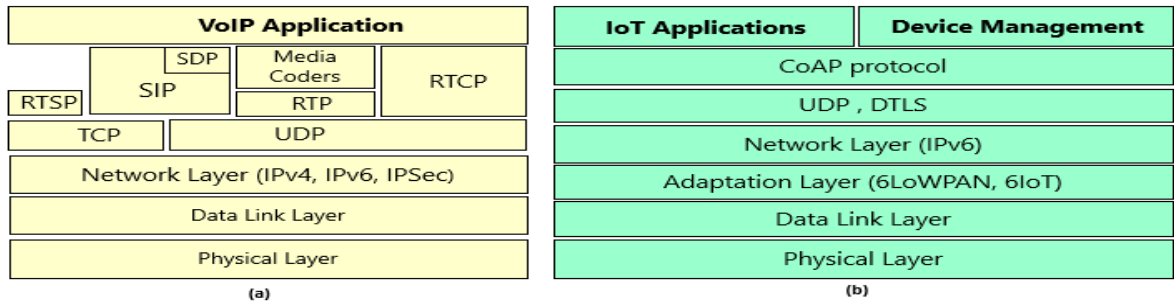 VoIP Application
SDP
SIP
Media
Coders
RTCP
RTSP
RTP
TCP
UDP
Network Layer (IPv4, IPv6, IPSec)
Data Link Layer
Physical Layer
(a)
IoT Applications
Device Management
CoAP protocol
UDP , DTLS
Network Layer (IPv6)
Adaptation Layer (6LoWPAN, 6IoT)
Data Link Layer
Physical Layer
(b)